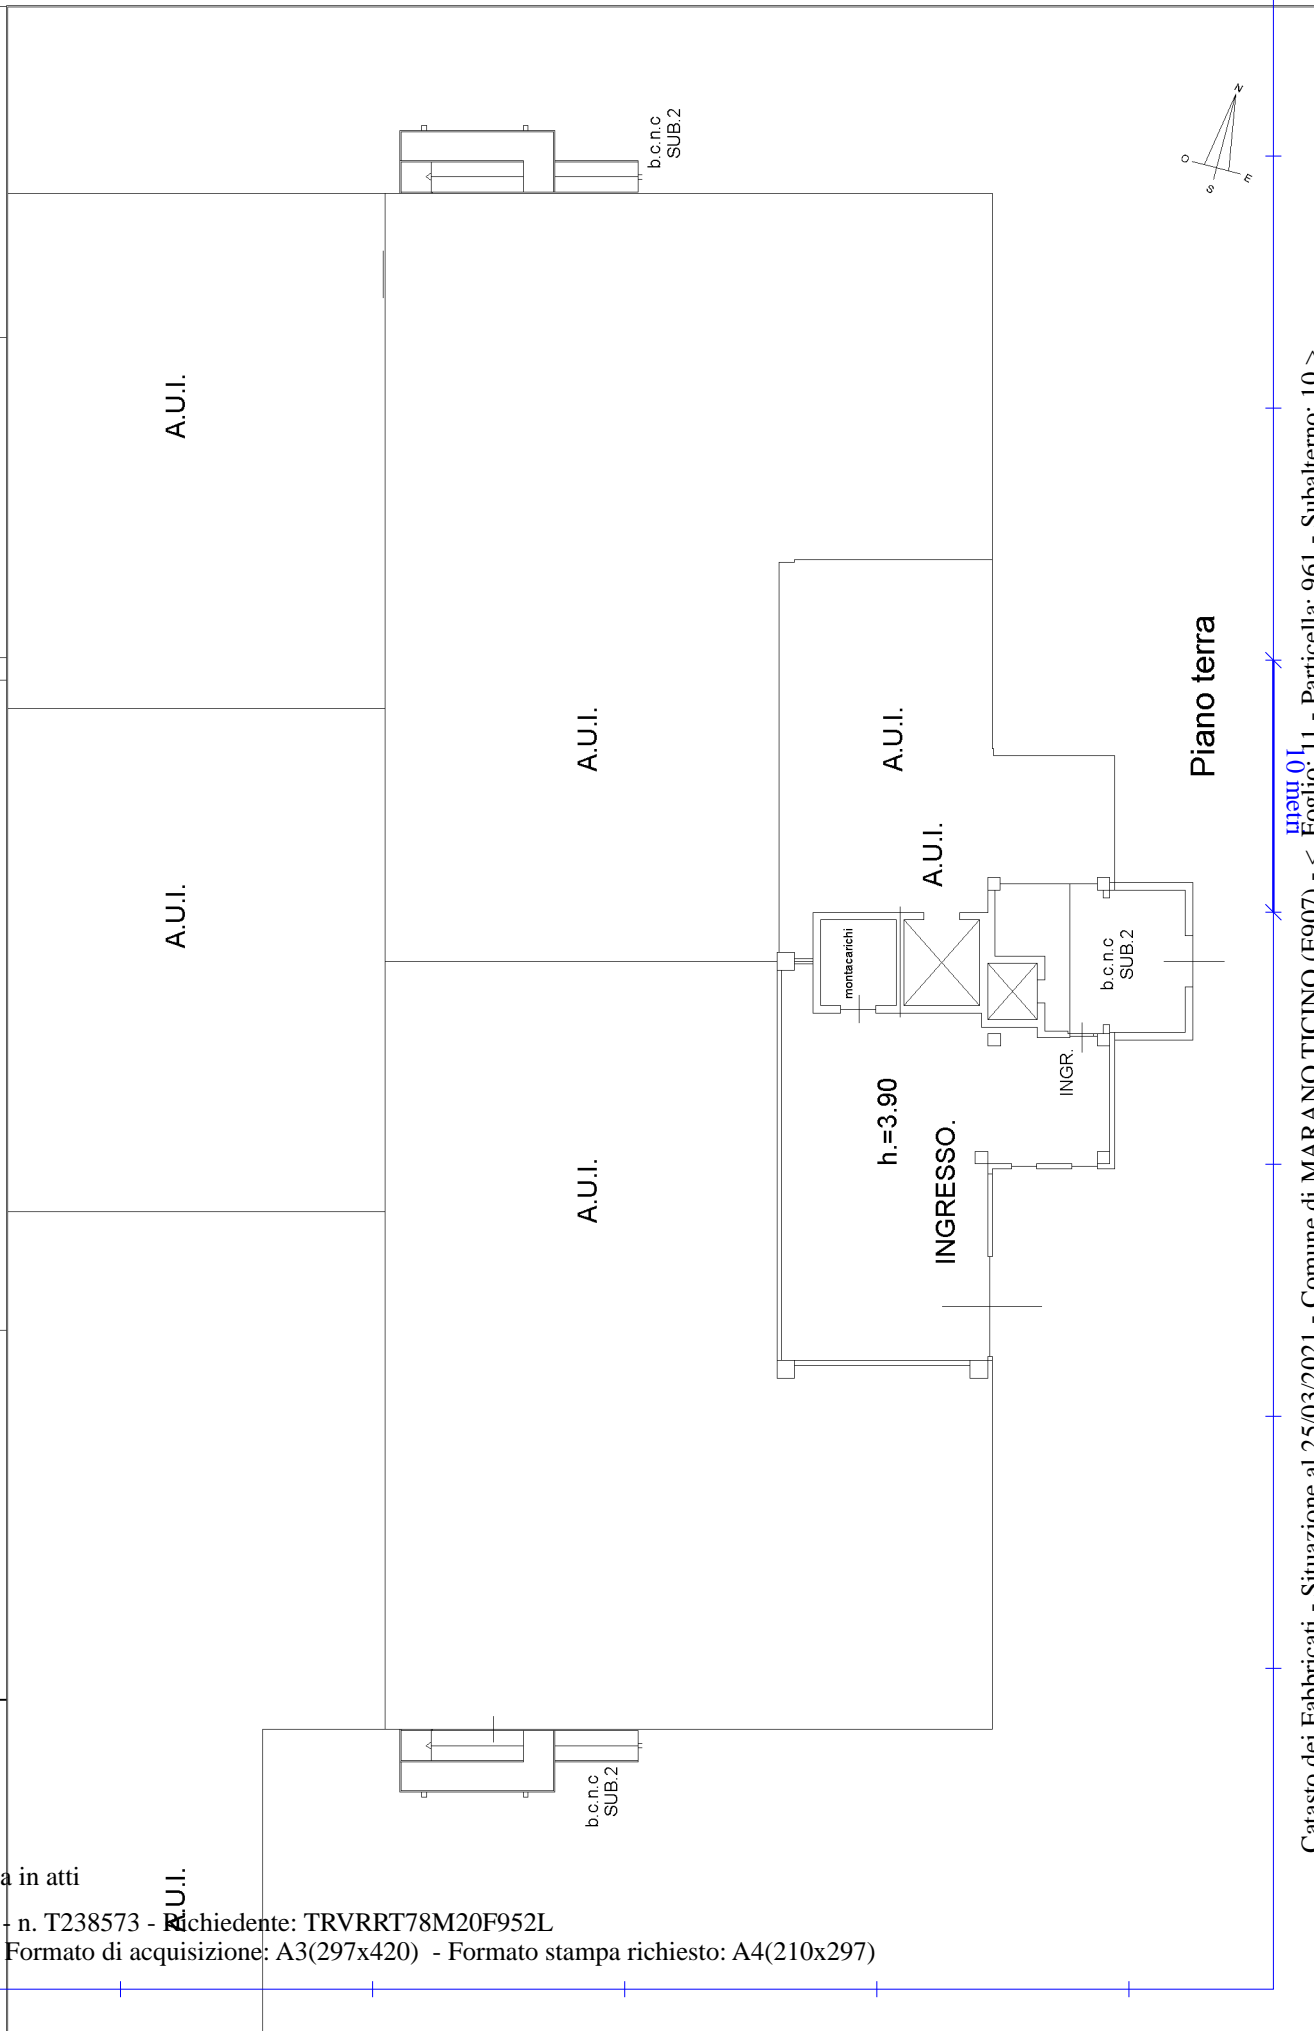 b.c.n.c
SUB.2
N
O
E
S
A.U.I.
A.U.I.
A.U.I.
A.U.I.
A.U.I.
A.U.I.
montacarichi
b.c.n.c
SUB.2
INGR.
h.=3.90
INGRESSO.
A.U.I.
Piano terra
10 metri
b.c.n.c
SUB.2
A.U.I.
Catasto dei Fabbricati - Situazione al 25/03/2021 - Comune di MARANO TICINO (E907) - < Foglio: 11 - Particella: 961 - Subalterno: 10 >
a in atti
- n. T238573 - Richiedente: TRVRRT78M20F952L
Formato di acquisizione: A3(297x420) - Formato stampa richiesto: A4(210x297)